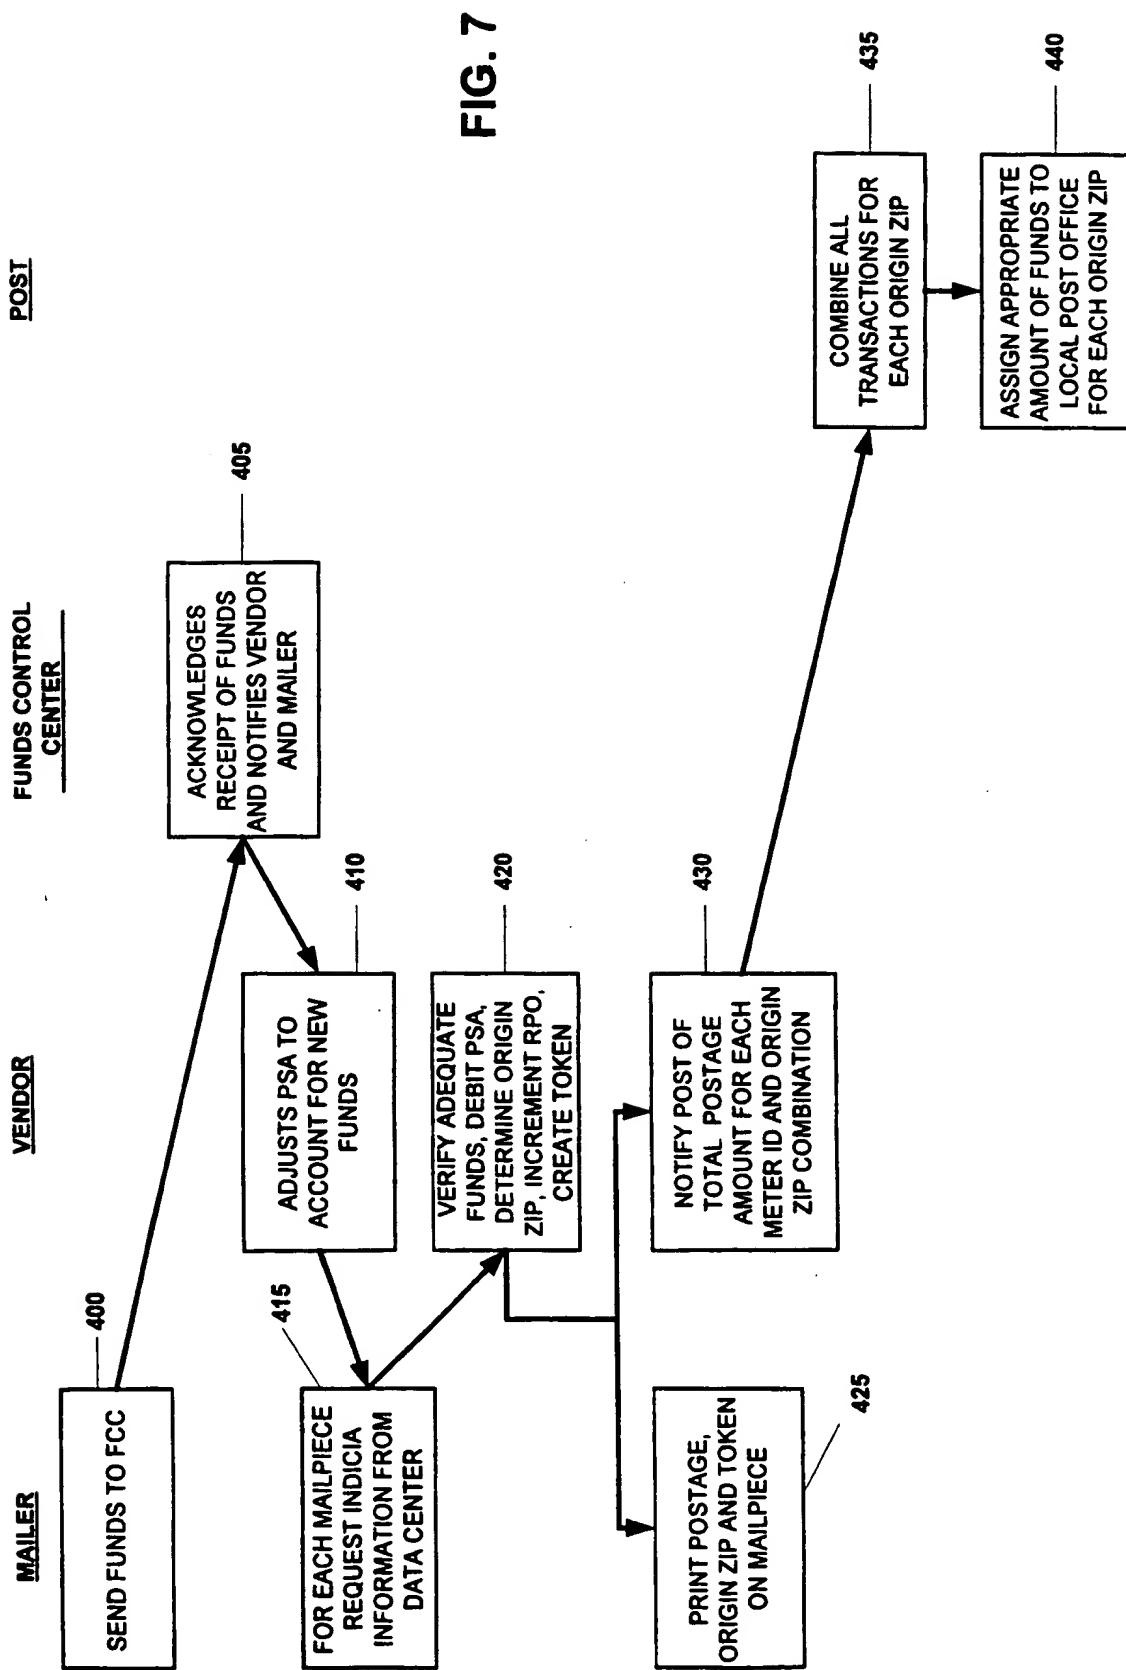 FIG. 7
MAILER
VENDOR
FUNDS CONTROL
CENTER
POST
SEND FUNDS TO FCC
400
ACKNOWLEDGES
RECEIPT OF FUNDS
AND NOTIFIES VENDOR
AND MAILER
405
ADJUSTS PSA TO
ACCOUNT FOR NEW
FUNDS
410
FOR EACH MAILPIECE
REQUEST INDICIA
INFORMATION FROM
DATA CENTER
415
VERIFY ADEQUATE
FUNDS, DEBIT PSA,
DETERMINE ORIGIN
ZIP, INCREMENT RPO,
CREATE TOKEN
420
PRINT POSTAGE,
ORIGIN ZIP AND TOKEN
ON MAILPIECE
425
NOTIFY POST OF
TOTAL POSTAGE
AMOUNT FOR EACH
METER ID AND ORIGIN
ZIP COMBINATION
430
COMBINE ALL
TRANSACTIONS FOR
EACH ORIGIN ZIP
435
ASSIGN APPROPRIATE
AMOUNT OF FUNDS TO
LOCAL POST OFFICE
FOR EACH ORIGIN ZIP
440